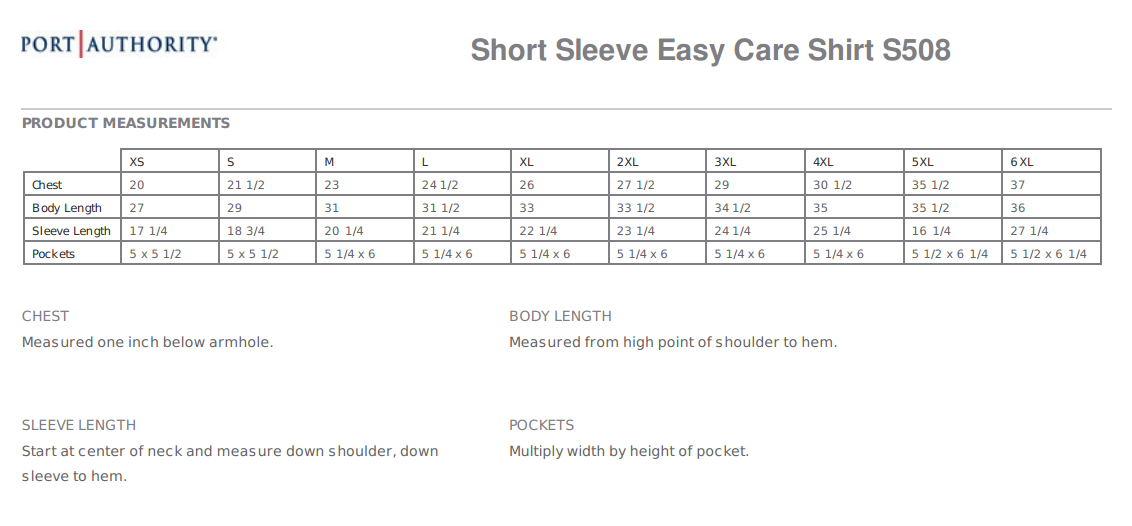 PORT AUTHORITY®
Short Sleeve Easy Care Shirt S508
PRODUCT MEASUREMENTS
XS S M L XL 2XL 3XL 4XL 5XL 6XL
Chest 20 21 1/2 23 24 1/2 26 27 1/2 29 30 1/2 35 1/2 37
Body Length 27 29 31 31 1/2 33 33 1/2 34 1/2 35 35 1/2 36
Sleeve Length 17 1/4 18 3/4 20 1/4 21 1/4 22 1/4 23 1/4 24 1/4 25 1/4 16 1/4 27 1/4
Pockets 5 x 5 1/2 5 x 5 1/2 5 1/4 x 6 5 1/4 x 6 5 1/4 x 6 5 1/4 x 6 5 1/4 x 6 5 1/4 x 6 5 1/2 x 6 1/4 5 1/2 x 6 1/4
CHEST
Measured one inch below armhole.
BODY LENGTH
Measured from high point of shoulder to hem.
SLEEVE LENGTH
Start at center of neck and measure down shoulder, down
sleeve to hem.
POCKETS
Multiply width by height of pocket.